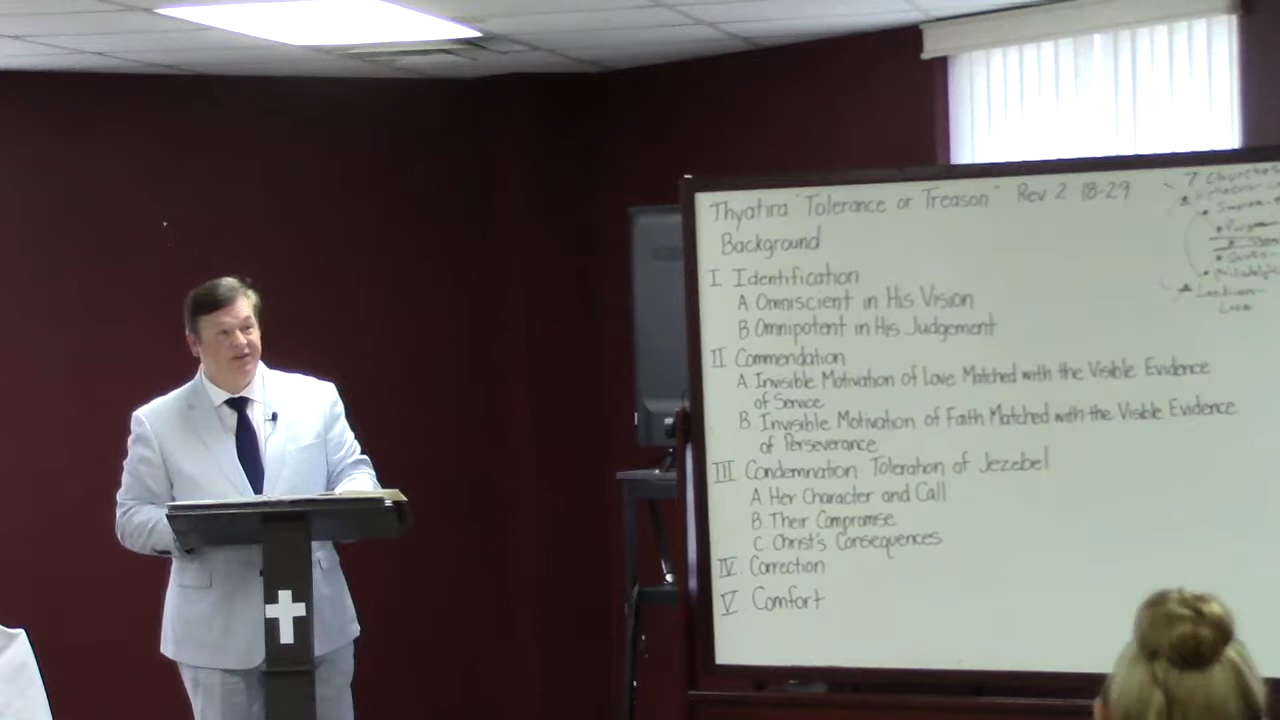 Thyatira "Tolerance or Treason" Rev 2 18-29
Background
I Identification
A Omniscient in His Vision
B Omnipotent in His Judgement
II Commendation
A Invisible Motivation of Love Matched with the Visible Evidence
of Service
B Invisible Motivation of Faith Matched with the Visible Evidence
of Perseverance
III Condemnation Toleration of Jezebel
A Her Character and Call
B. Their Compromise
C. Christ's Consequences
IV. Correction
V Comfort
7 Churches
Smyrna
Philadelphia